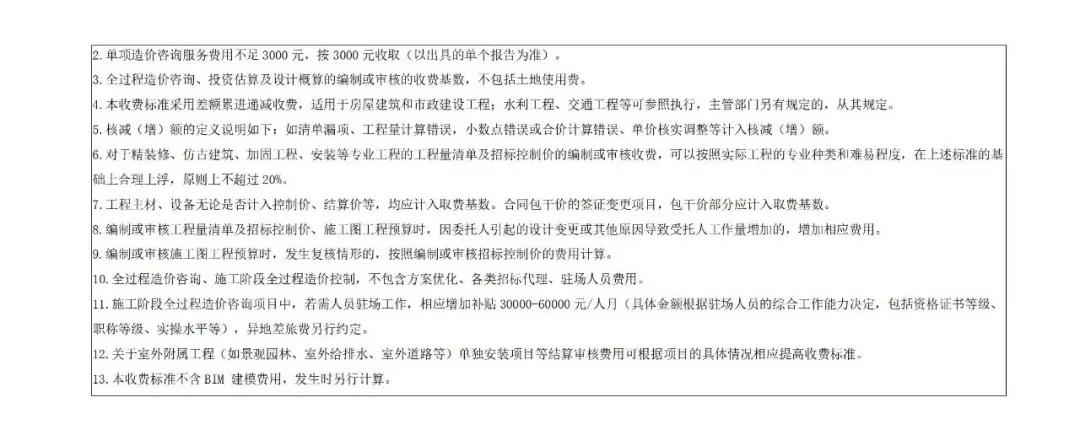 2.单项造价咨询服务费用不足3000元，按3000元收取（以出具的单个报告为准）。
3.全过程造价咨询、投资估算及设计概算的编制或审核的收费基数，不包括土地使用费。
4.本收费标准采用差额累进递减收费，适用于房屋建筑和市政建设工程；水利工程、交通工程等可参照执行，主管部门另有规定的，从其规定。
5.核减（增）额的定义说明如下：如清单漏项、工程量计算错误，小数点错误或合价计算错误、单价核实调整等计入核减（增）额。
6.对于精装修、仿古建筑、加固工程、安装等专业工程的工程量清单及招标控制价的编制或审核收费，可以按照实际工程的专业种类和难易程度，在上述标准的基
础上合理上浮，原则上不超过20%。
7.工程主材、设备无论是否计入控制价、结算价等，均应计入取费基数。合同包干价的签证变更项目，包干价部分应计入取费基数。
8.编制或审核工程量清单及招标控制价、施工图工程预算时，因委托人引起的设计变更或其他原因导致受托人工作量增加的，增加相应费用。
9.编制或审核施工图工程预算时，发生复核情形的，按照编制或审核招标控制价的费用计算。
10.全过程造价咨询、施工阶段全过程造价控制，不包含方案优化、各类招标代理、驻场人员费用。
11.施工阶段全过程造价咨询项目中，若需人员驻场工作，相应增加补贴30000-60000元/人月（具体金额根据驻场人员的综合工作能力决定，包括资格证书等级、
职称等级、实操水平等），异地差旅费另行约定。
12.关于室外附属工程（如景观园林、室外给排水、室外道路等）单独安装项目等结算审核费用可根据项目的具体情况相应提高收费标准。
13.本收费标准不含BIM 建模费用，发生时另行计算。